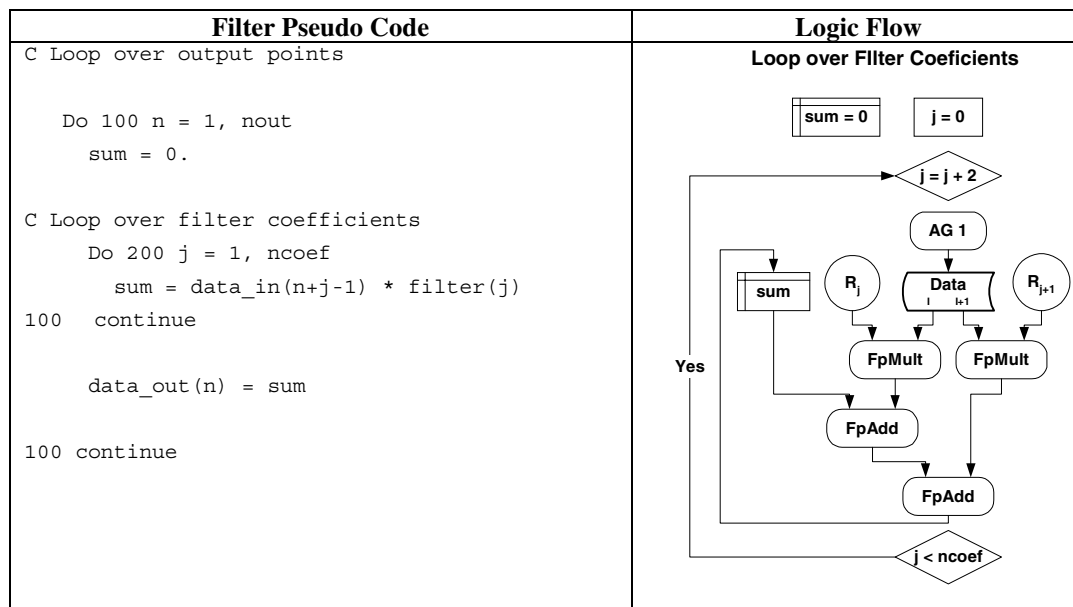 Filter Pseudo Code
C Loop over output points
Do 100 n = 1, nout
sum = 0.
C Loop over filter coefficients
Do 200 j = 1, ncoef
sum = data_in(n+j-1) * filter(j)
100 continue
data_out(n) = sum
100 continue
Logic Flow
Loop over FIlter Coeficients
sum = 0
j = 0
j = j + 2
AG 1
sum
Rj
Data
I I+1
Rj+1
FpMult
FpMult
Yes
FpAdd
FpAdd
j < ncoef